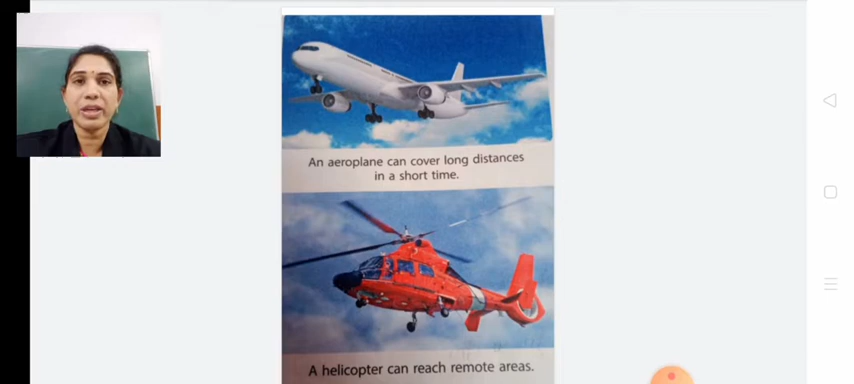 An aeroplane can cover long distances
in a short time.
A helicopter can reach remote areas.